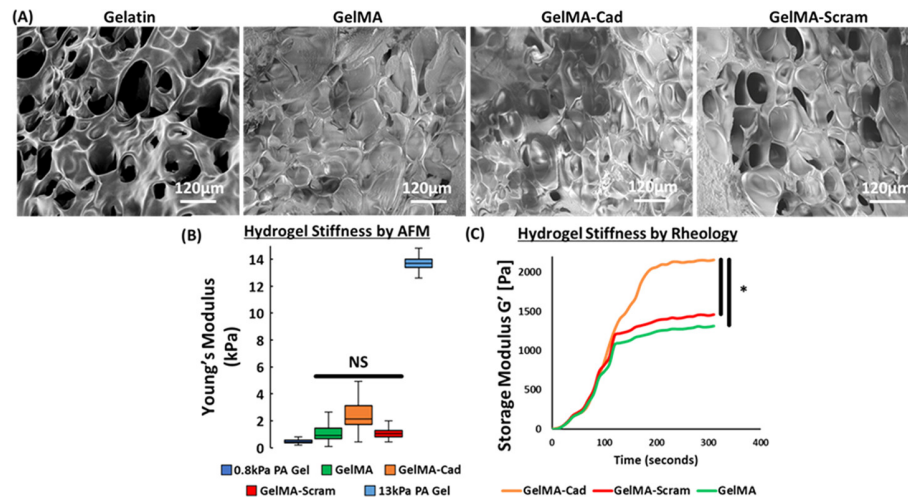 (A) Gelatin GelMA GelMA-Cad GelMA-Scram
120μm 120μm 120μm 120μm
(B) Hydrogel Stiffness by AFM
Young's Modulus
(kPa)
14
12
10
8
6
4
2
0
NS
0.8kPa PA Gel GelMA GelMA-Cad
GelMA-Scram 13kPa PA Gel
(C) Hydrogel Stiffness by Rheology
Storage Modulus G' [Pa]
2000
1500
1000
500
0
*
0 100 200 300 400
Time (seconds)
GelMA-Cad GelMA-Scram GelMA